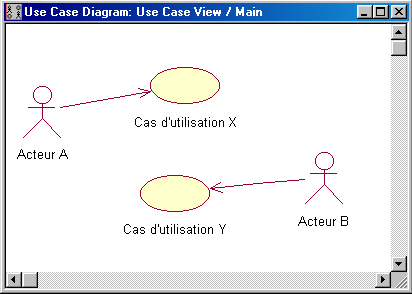 Use Case Diagram: Use Case View / Main
Cas d'utilisation X
Acteur A
Acteur B
Cas d'utilisation Y